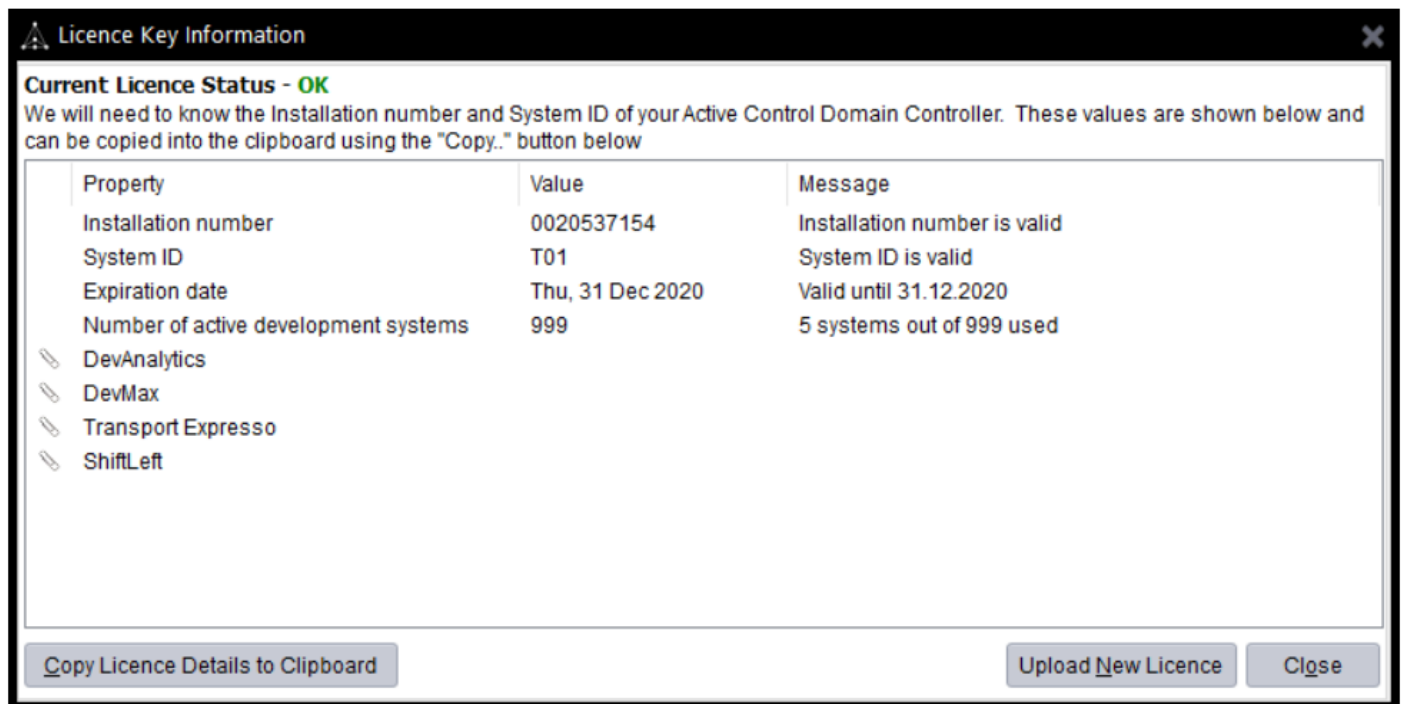 Licence Key Information
Current Licence Status - OK
We will need to know the Installation number and System ID of your Active Control Domain Controller. These values are shown below and
can be copied into the clipboard using the "Copy.." button below
Property Value Message
Installation number 0020537154 Installation number is valid
System ID T01 System ID is valid
Expiration date Thu, 31 Dec 2020 Valid until 31.12.2020
Number of active development systems 999 5 systems out of 999 used
DevAnalytics
DevMax
Transport Expresso
ShiftLeft
Copy Licence Details to Clipboard Upload New Licence Close